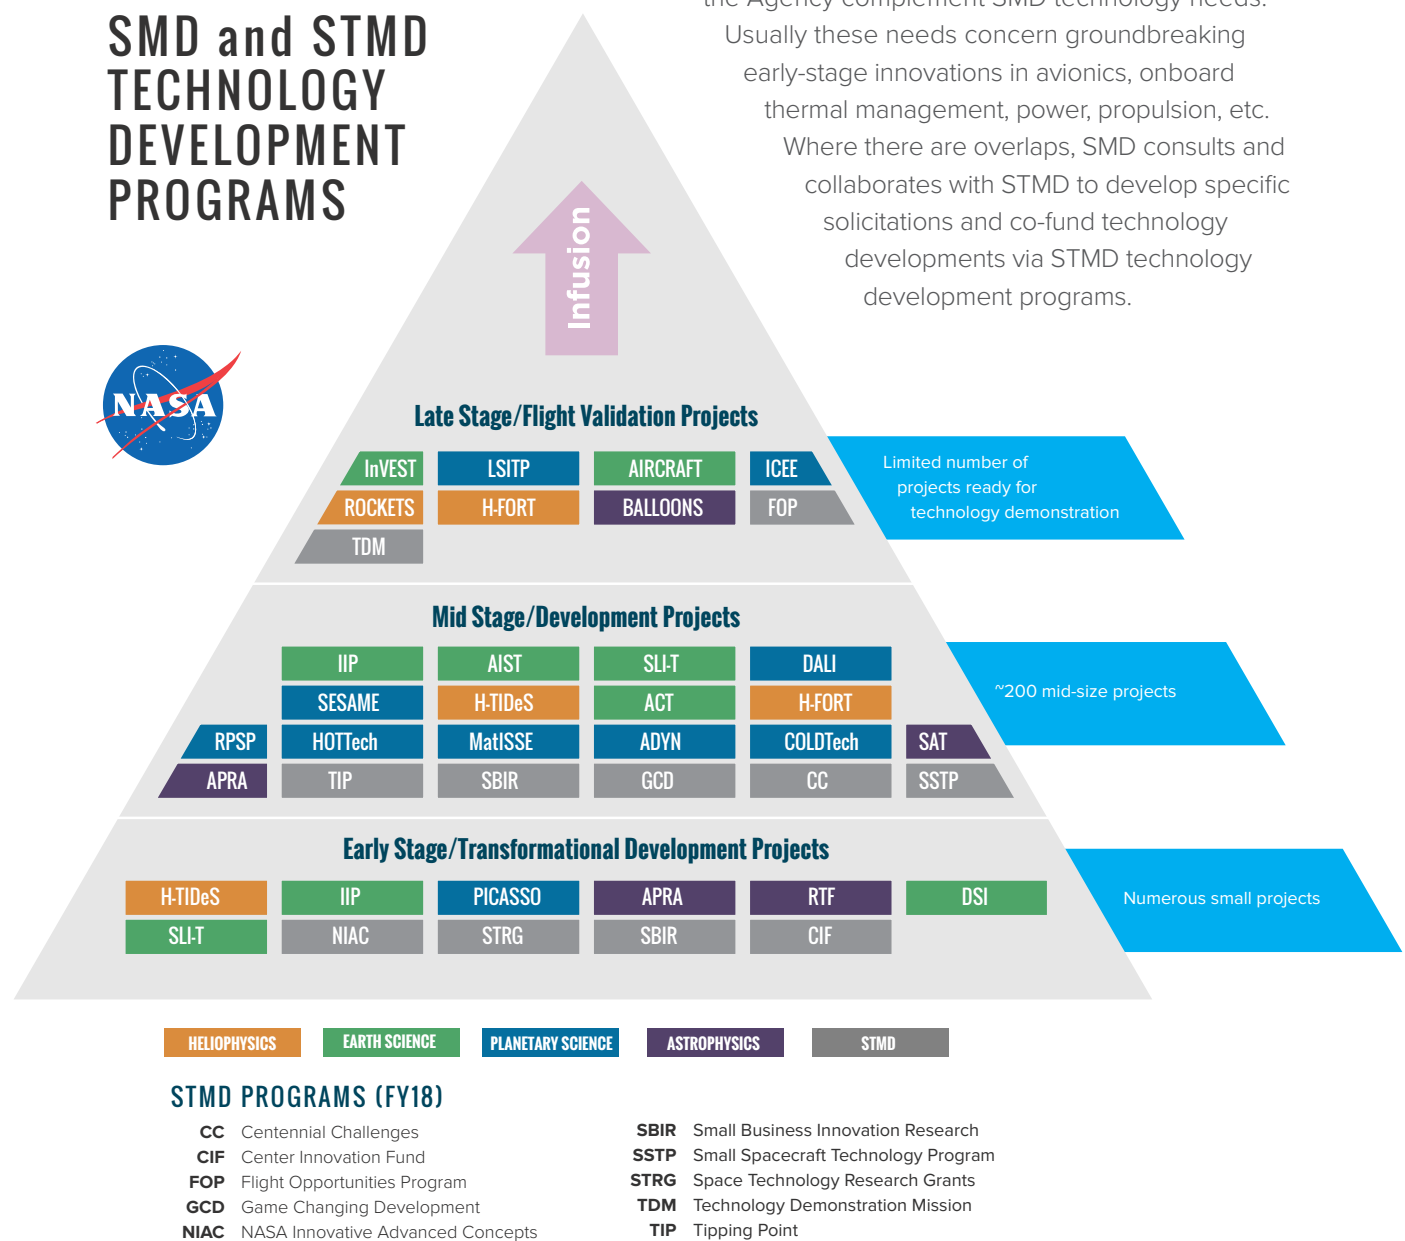 SMD and STMD
TECHNOLOGY
DEVELOPMENT
PROGRAMS
the Agency complement SMD technology needs.
Usually these needs concern groundbreaking
early-stage innovations in avionics, onboard
thermal management, power, propulsion, etc.
Where there are overlaps, SMD consults and
collaborates with STMD to develop specific
solicitations and co-fund technology
developments via STMD technology
development programs.
Infusion
NASA
Late Stage/Flight Validation Projects
InVEST LSITP AIRCRAFT ICEE
ROCKETS H-FORT BALLOONS FOP
TDM
Limited number of
projects ready for
technology demonstration
Mid Stage/Development Projects
IIP AIST SLI-T DALI
SESAME H-TIDeS ACT H-FORT
RPSP HOTTech MatISSE ADYN COLDTech SAT
APRA TIP SBIR GCD CC SSTP
~200 mid-size projects
Early Stage/Transformational Development Projects
H-TIDeS IIP PICASSO APRA RTF DSI
SLI-T NIAC STRG SBIR CIF
Numerous small projects
HELIOPHYSICS EARTH SCIENCE PLANETARY SCIENCE ASTROPHYSICS STMD
STMD PROGRAMS (FY18)
CC Centennial Challenges
CIF Center Innovation Fund
FOP Flight Opportunities Program
GCD Game Changing Development
NIAC NASA Innovative Advanced Concepts
SBIR Small Business Innovation Research
SSTP Small Spacecraft Technology Program
STRG Space Technology Research Grants
TDM Technology Demonstration Mission
TIP Tipping Point